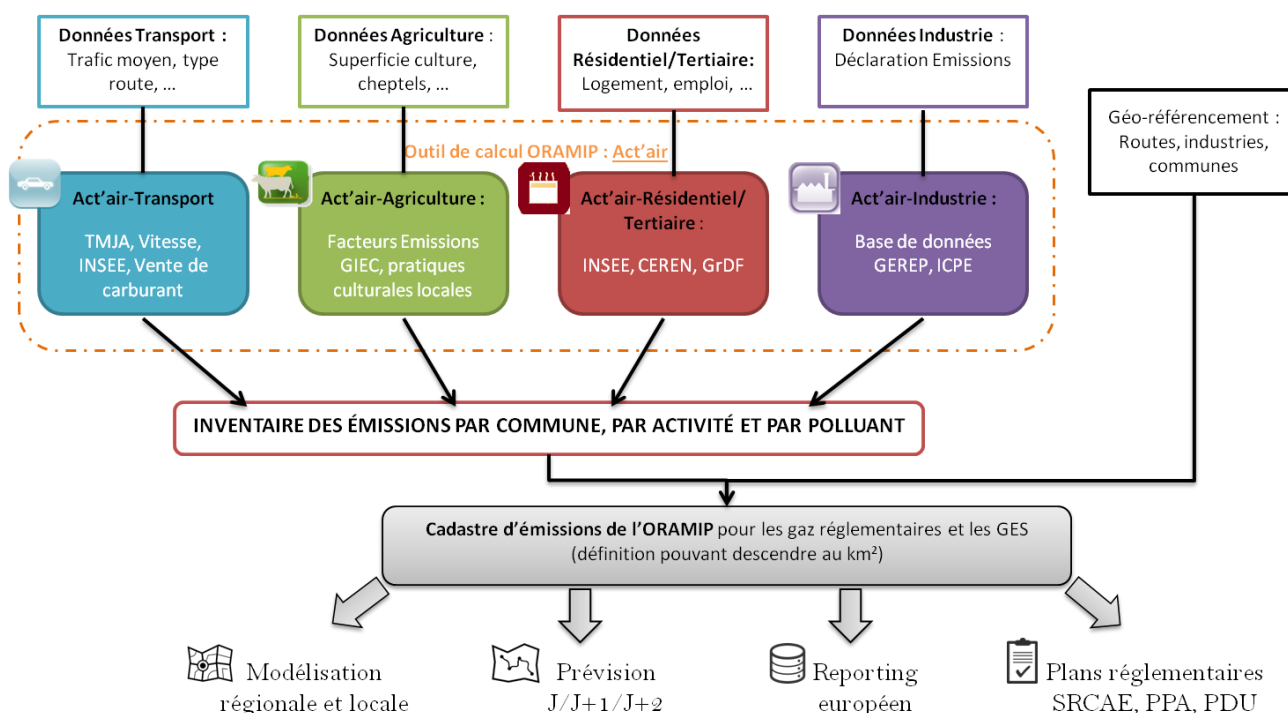 Données Transport :
Trafic moyen, type
route, ...
Données Agriculture :
Superficie culture,
cheptels, ...
Données
Résidentiel/Tertiaire:
Logement, emploi, ...
Données Industrie :
Déclaration Emissions
Géo-référencement :
Routes, industries,
communes
Outil de calcul ORAMIP : Act’air
Act’air-Transport
TMJA, Vitesse,
INSEE, Vente de
carburant
Act’air-Agriculture :
Facteurs Emissions
GIEC, pratiques
culturales locales
Act’air-Résidentiel/
Tertiaire :
INSEE, CEREN, GrDF
Act’air-Industrie :
Base de données
GEREP, ICPE
INVENTAIRE DES ÉMISSIONS PAR COMMUNE, PAR ACTIVITÉ ET PAR POLLUANT
Cadastre d’émissions de l’ORAMIP pour les gaz réglementaires et les GES
(définition pouvant descendre au km²)
Modélisation
régionale et locale
Prévision
J/J+1/J+2
Reporting
européen
Plans réglementaires
SRCAE, PPA, PDU